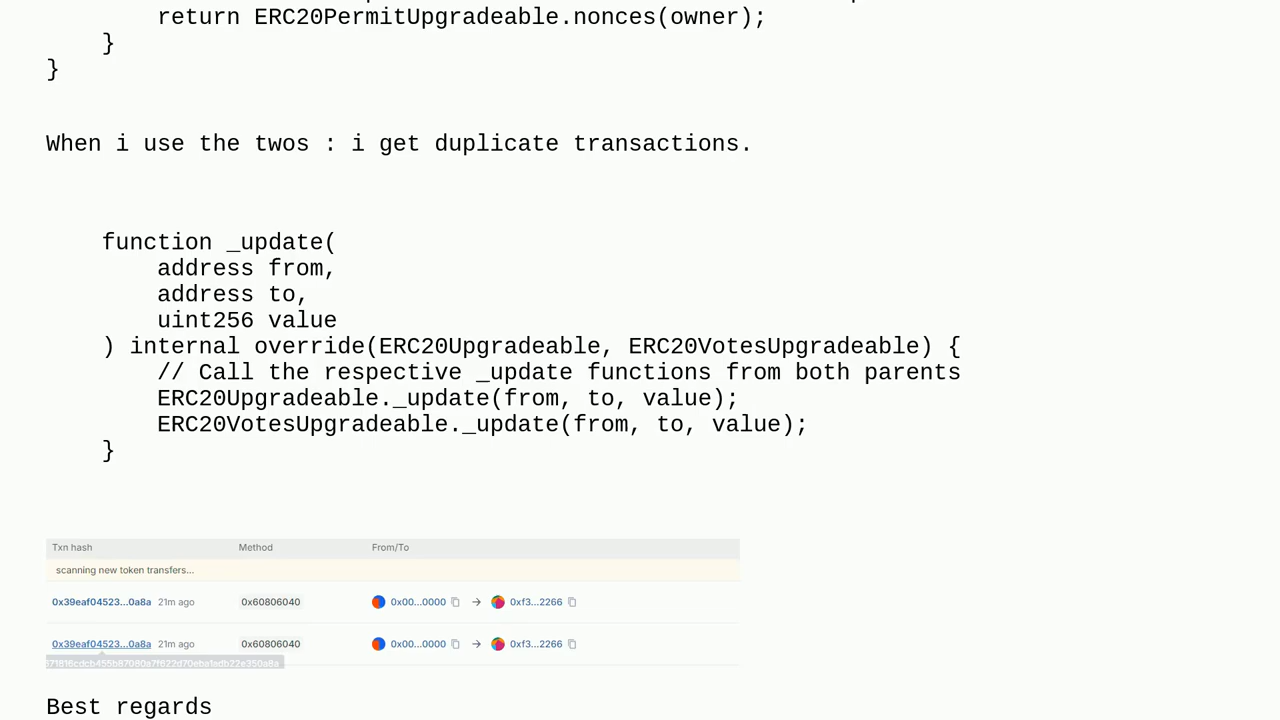 return ERC20PermitUpgradeable.nonces(owner);
}
}
When i use the twos : i get duplicate transactions.
function _update(
address from,
address to,
uint256 value
) internal override(ERC20Upgradeable, ERC20VotesUpgradeable) {
// Call the respective _update functions from both parents
ERC20Upgradeable._update(from, to, value);
ERC20VotesUpgradeable._update(from, to, value);
}
Txn hash Method From/To
scanning new token transfers...
0x39eaf04523...0a8a 21m ago 0x60806040 0x00...0000 → 0xf3...2266
0x39eaf04523...0a8a 21m ago 0x60806040 0x00...0000 → 0xf3...2266
Best regards